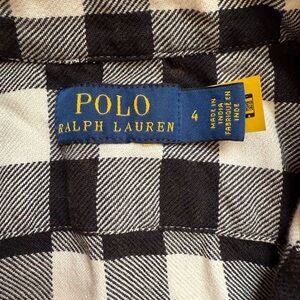 POLO
RALPH LAUREN
4
MADE IN
INDIA
FABRIQUÉ EN
INDE